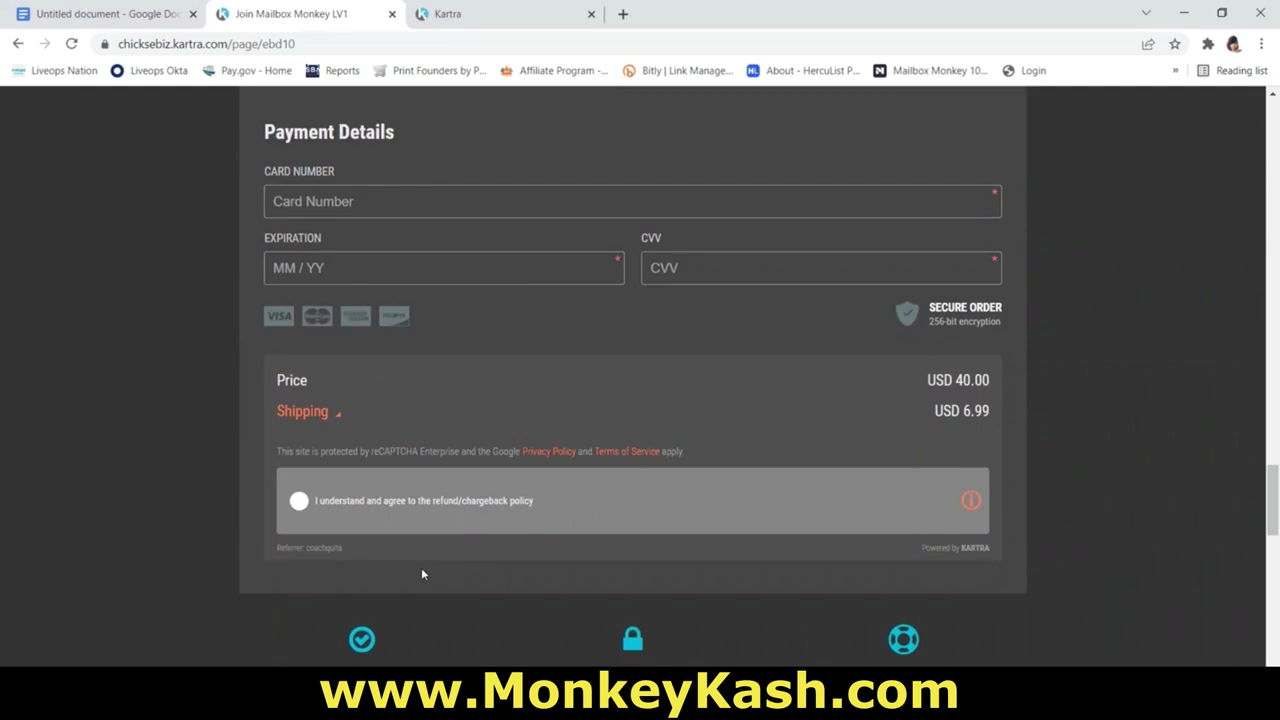 Untitled document - Google Doc
Join Mailbox Monkey LV1
Kartra
chicksebiz.kartra.com/page/ebd10
Liveops Nation
Liveops Okta
Pay.gov - Home
SBA
Reports
Print Founders by P...
Affiliate Program -...
Bitly | Link Manage...
HL
About - HercuList P...
Mailbox Monkey 10...
Login
»
Reading list
Payment Details
CARD NUMBER
Card Number *
EXPIRATION
CVV
MM / YY *
CVV *
VISA
SECURE ORDER
256-bit encryption
Price
USD 40.00
Shipping
USD 6.99
This site is protected by reCAPTCHA Enterprise and the Google Privacy Policy and Terms of Service apply.
I understand and agree to the refund/chargeback policy
Referrer: coachquita
Powered by KARTRA
www.MonkeyKash.com